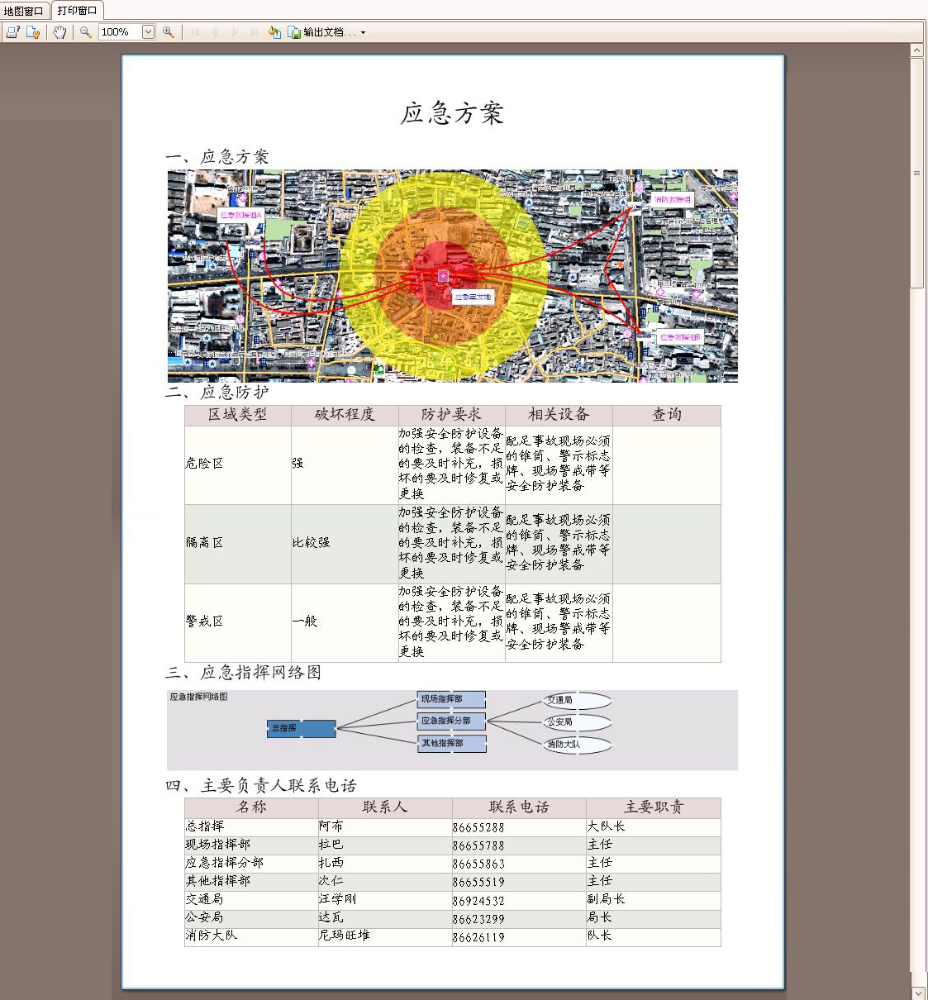 地图窗口 打印窗口
100% 输出文档...
应急方案
一、应急方案
应急救援组A
消防救援组
应急事发地
应急救援组B
二、应急防护
区域类型 破坏程度 防护要求 相关设备 查询
危险区 强
加强安全防护设备
的检查，装备不足
的要及时补充，损
坏的要及时修复或
更换
配足事故现场必须
的锥筒、警示标志
牌、现场警戒带等
安全防护装备
隔离区 比较强
加强安全防护设备
的检查，装备不足
的要及时补充，损
坏的要及时修复或
更换
配足事故现场必须
的锥筒、警示标志
牌、现场警戒带等
安全防护装备
警戒区 一般
加强安全防护设备
的检查，装备不足
的要及时补充，损
坏的要及时修复或
更换
配足事故现场必须
的锥筒、警示标志
牌、现场警戒带等
安全防护装备
三、应急指挥网络图
应急指挥网络图
总指挥
现场指挥部
应急指挥分部
其他指挥部
交通局
公安局
消防大队
四、主要负责人联系电话
名称 联系人 联系电话 主要职责
总指挥 阿布 86655288 大队长
现场指挥部 拉巴 86655788 主任
应急指挥分部 扎西 86655863 主任
其他指挥部 次仁 86655519 主任
交通局 汪学刚 86924532 副局长
公安局 达瓦 86623299 局长
消防大队 尼玛旺堆 86626119 队长